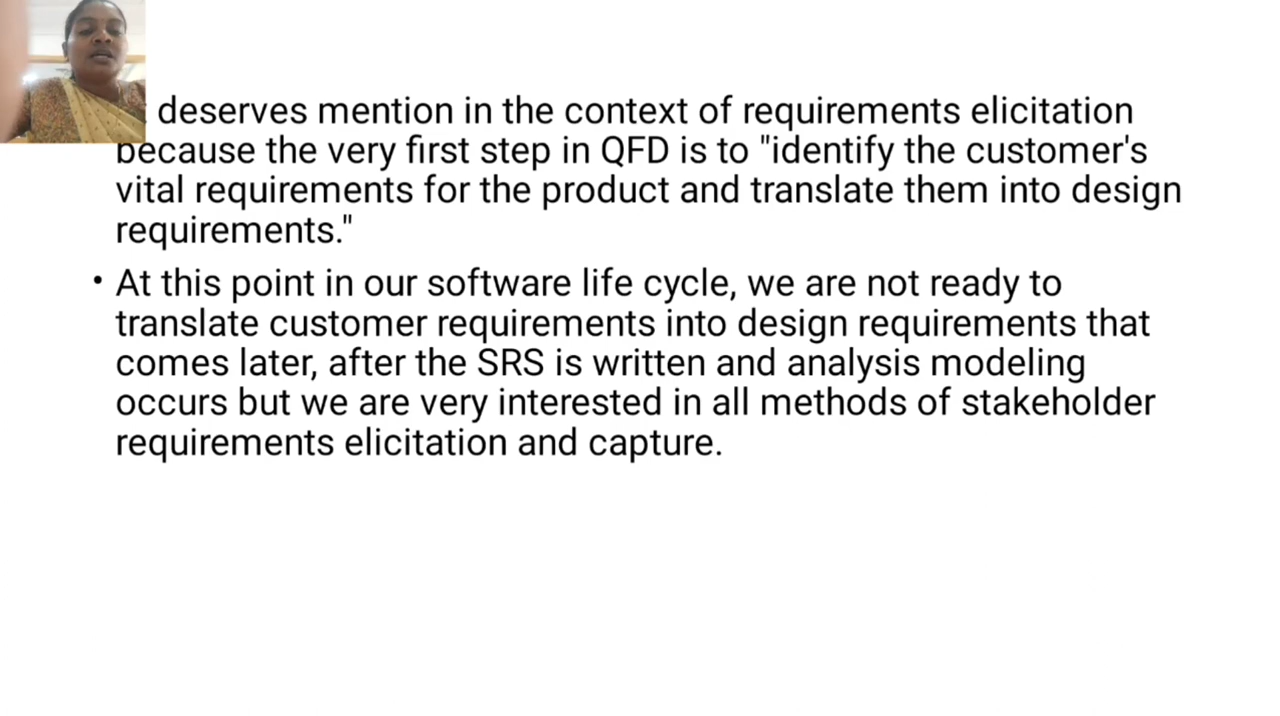 deserves mention in the context of requirements elicitation
because the very first step in QFD is to "identify the customer's
vital requirements for the product and translate them into design
requirements."
• At this point in our software life cycle, we are not ready to
translate customer requirements into design requirements that
comes later, after the SRS is written and analysis modeling
occurs but we are very interested in all methods of stakeholder
requirements elicitation and capture.